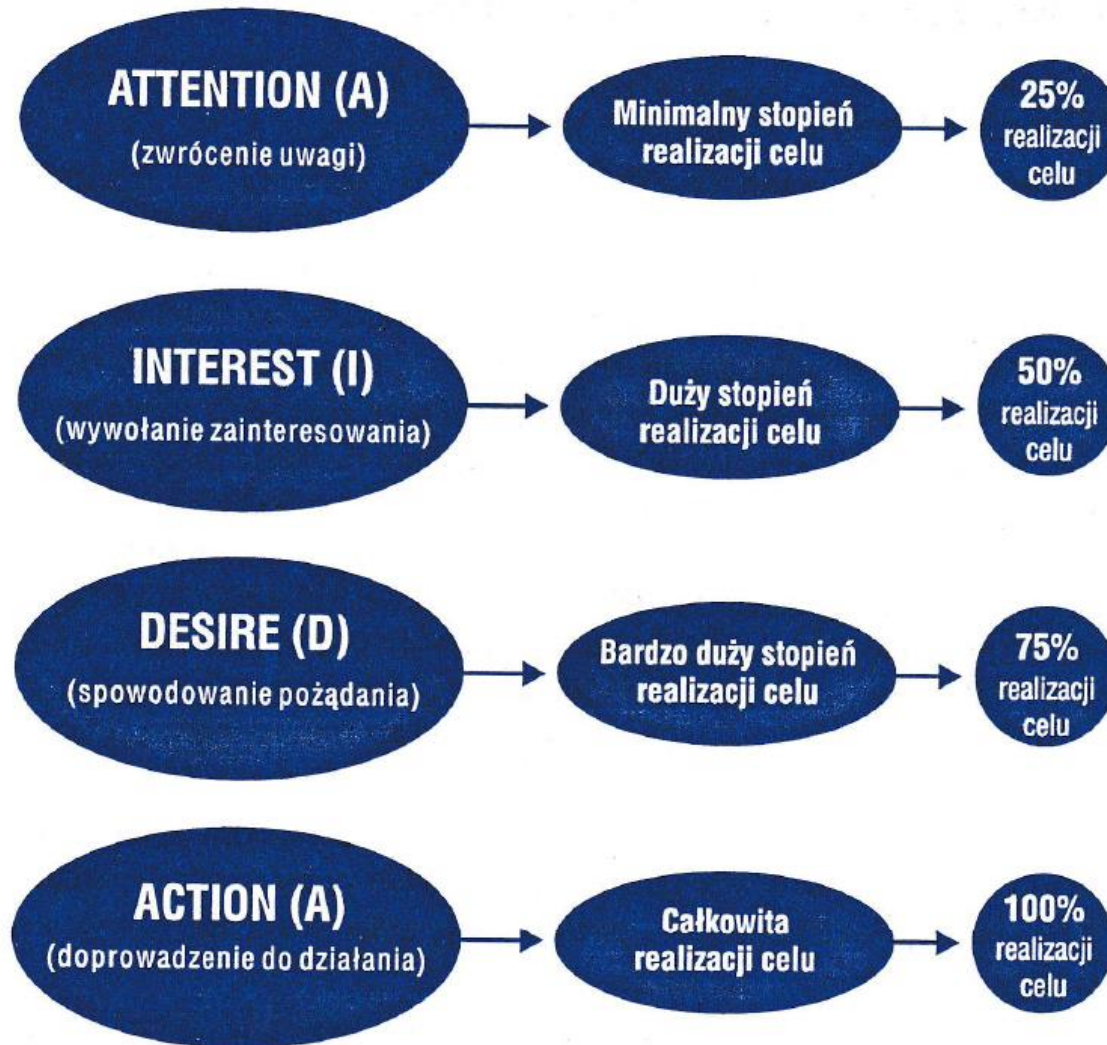 ATTENTION (A)
(zwrócenie uwagi)
Minimalny stopień
realizacji celu
25%
realizacji
celu
INTEREST (I)
(wywołanie zainteresowania)
Duży stopień
realizacji celu
50%
realizacji
celu
DESIRE (D)
(spowodowanie pożądania)
Bardzo duży stopień
realizacji celu
75%
realizacji
celu
ACTION (A)
(doprowadzenie do działania)
Całkowita
realizacji celu
100%
realizacji
celu